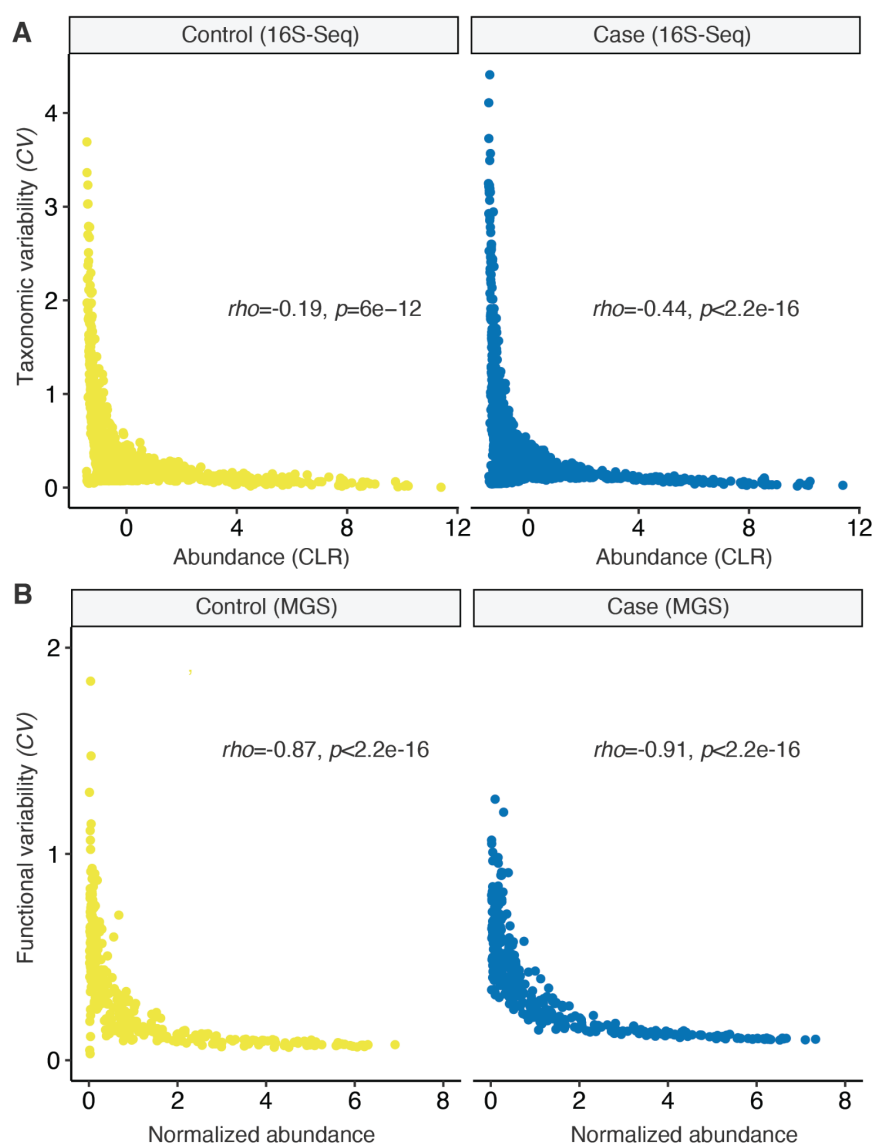 A
Control (16S-Seq)
Case (16S-Seq)
Taxonomic variability (CV)
4
3
2
1
0
rho=-0.19, p=6e−12
rho=-0.44, p<2.2e-16
0 4 8 12
0 4 8 12
Abundance (CLR)
Abundance (CLR)
B
Control (MGS)
Case (MGS)
Functional variability (CV)
2
1
0
rho=-0.87, p<2.2e-16
rho=-0.91, p<2.2e-16
0 2 4 6 8
0 2 4 6 8
Normalized abundance
Normalized abundance